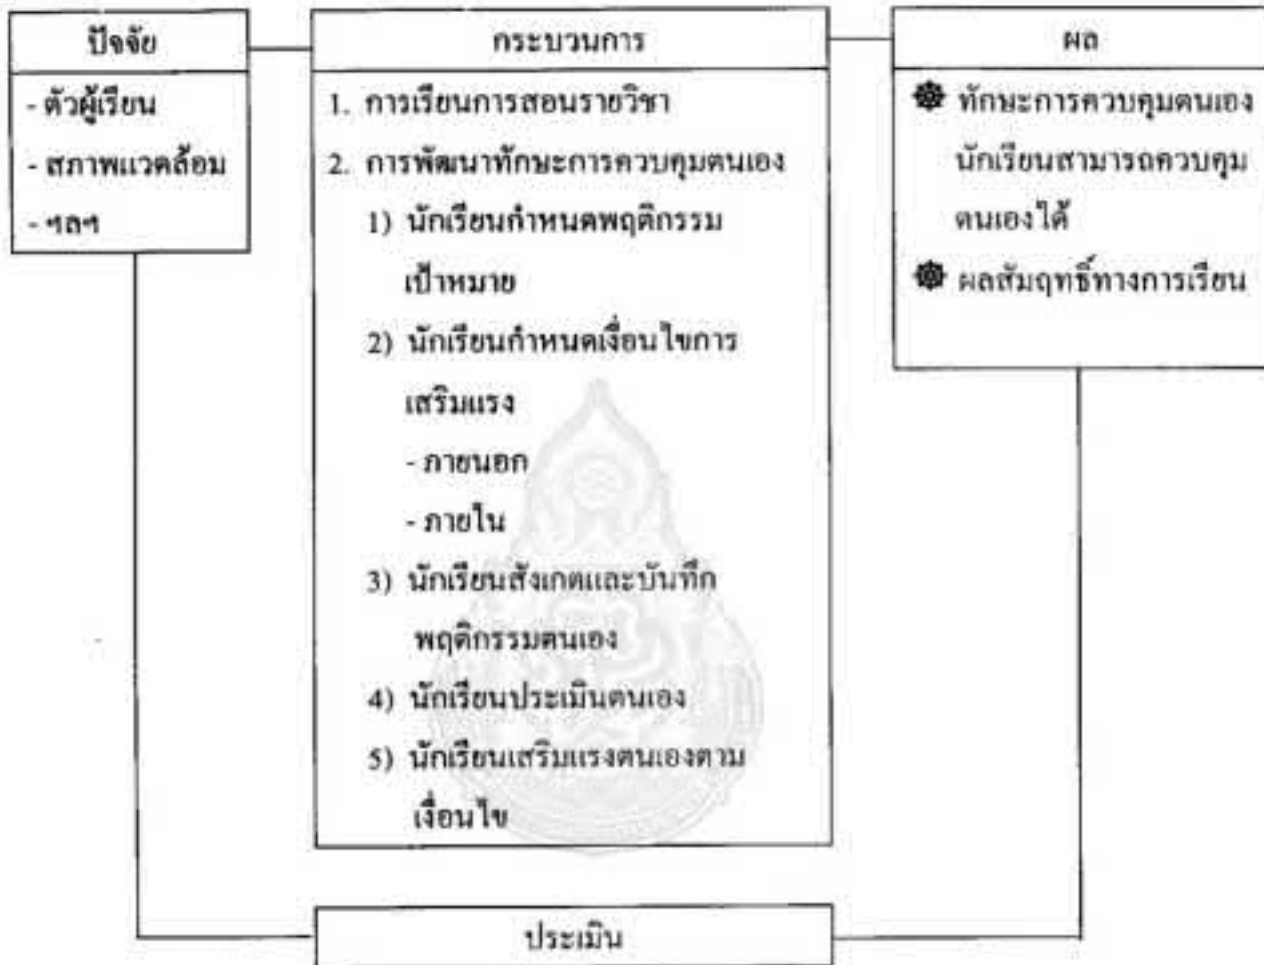 ปัจจัย
- ตัวผู้เรียน
- สภาพแวดล้อม
- ฯลฯ
กระบวนการ
1. การเรียนการสอนรายวิชา
2. การพัฒนาทักษะการควบคุมตนเอง
1) นักเรียนกำหนดพฤติกรรม
เป้าหมาย
2) นักเรียนกำหนดเงื่อนไขการ
เสริมแรง
- ภายนอก
- ภายใน
3) นักเรียนสังเกตและบันทึก
พฤติกรรมตนเอง
4) นักเรียนประเมินตนเอง
5) นักเรียนเสริมแรงตนเองตาม
เงื่อนไข
ผล
ทักษะการควบคุมตนเอง
นักเรียนสามารถควบคุม
ตนเองได้
ผลสัมฤทธิ์ทางการเรียน
ประเมิน